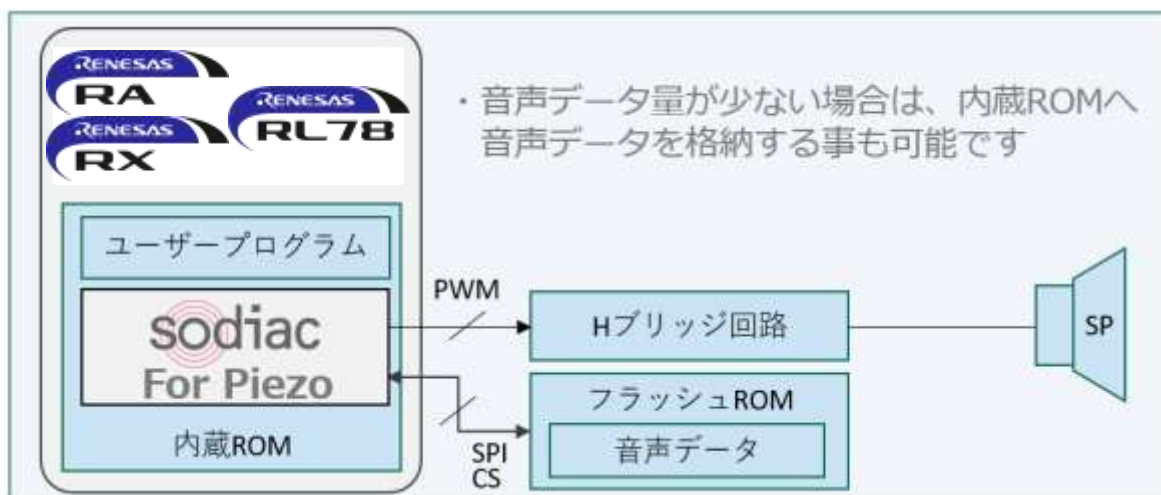 RENESAS
RA
RENESAS
RL78
RENESAS
RX
・音声データ量が少ない場合は、内蔵ROMへ
音声データを格納する事も可能です
ユーザープログラム
sodiac
For Piezo
内蔵ROM
PWM
Hブリッジ回路
SP
SPI
CS
フラッシュROM
音声データ